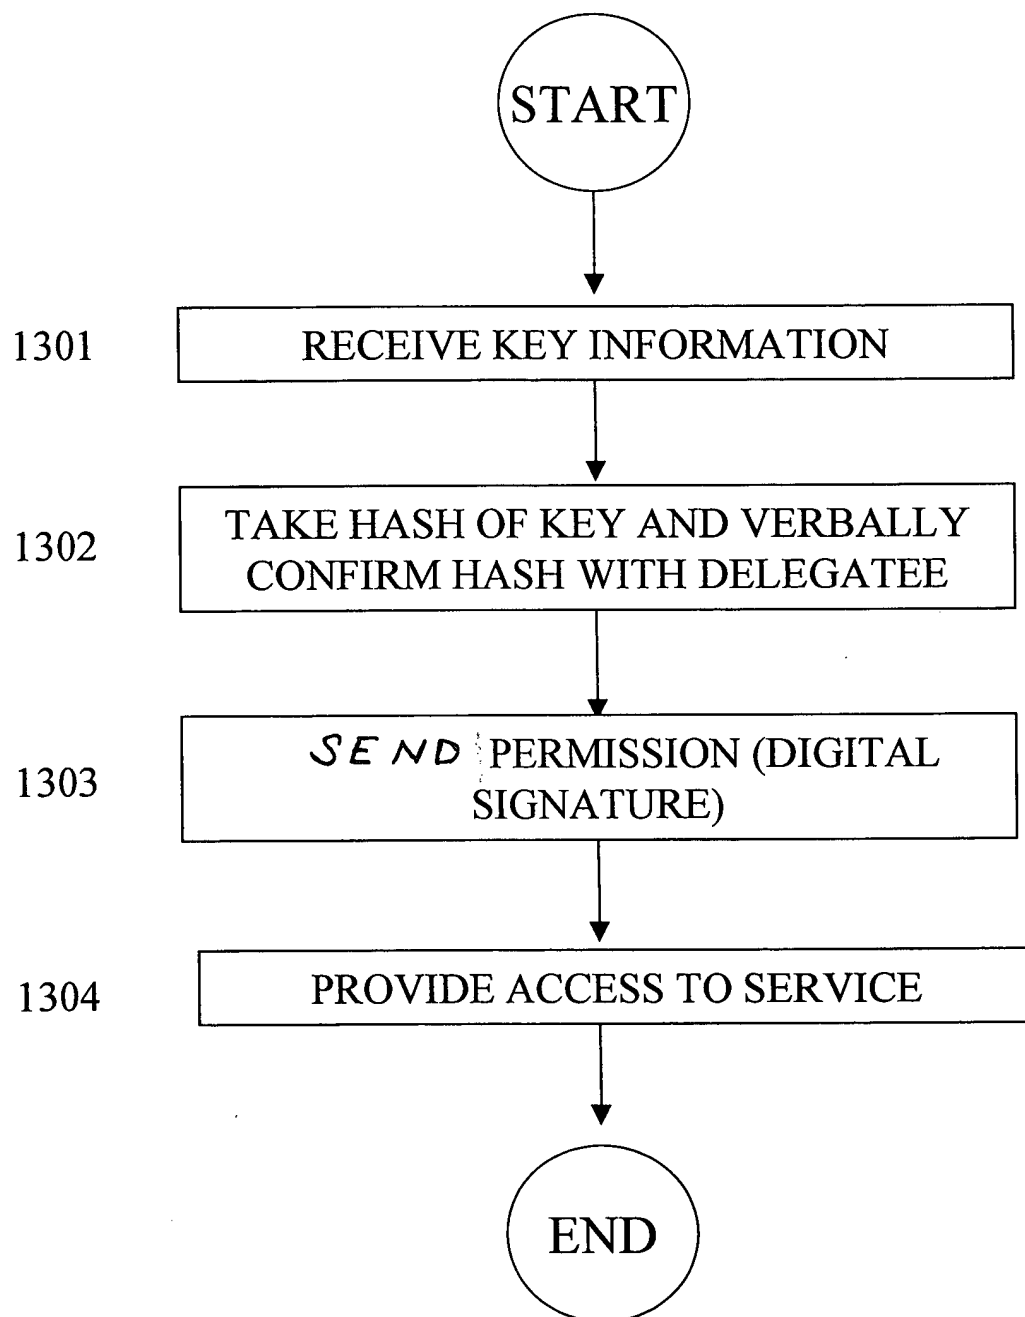 START
1301
RECEIVE KEY INFORMATION
1302
TAKE HASH OF KEY AND VERBALLY
CONFIRM HASH WITH DELEGATEE
1303
SEND PERMISSION (DIGITAL
SIGNATURE)
1304
PROVIDE ACCESS TO SERVICE
END